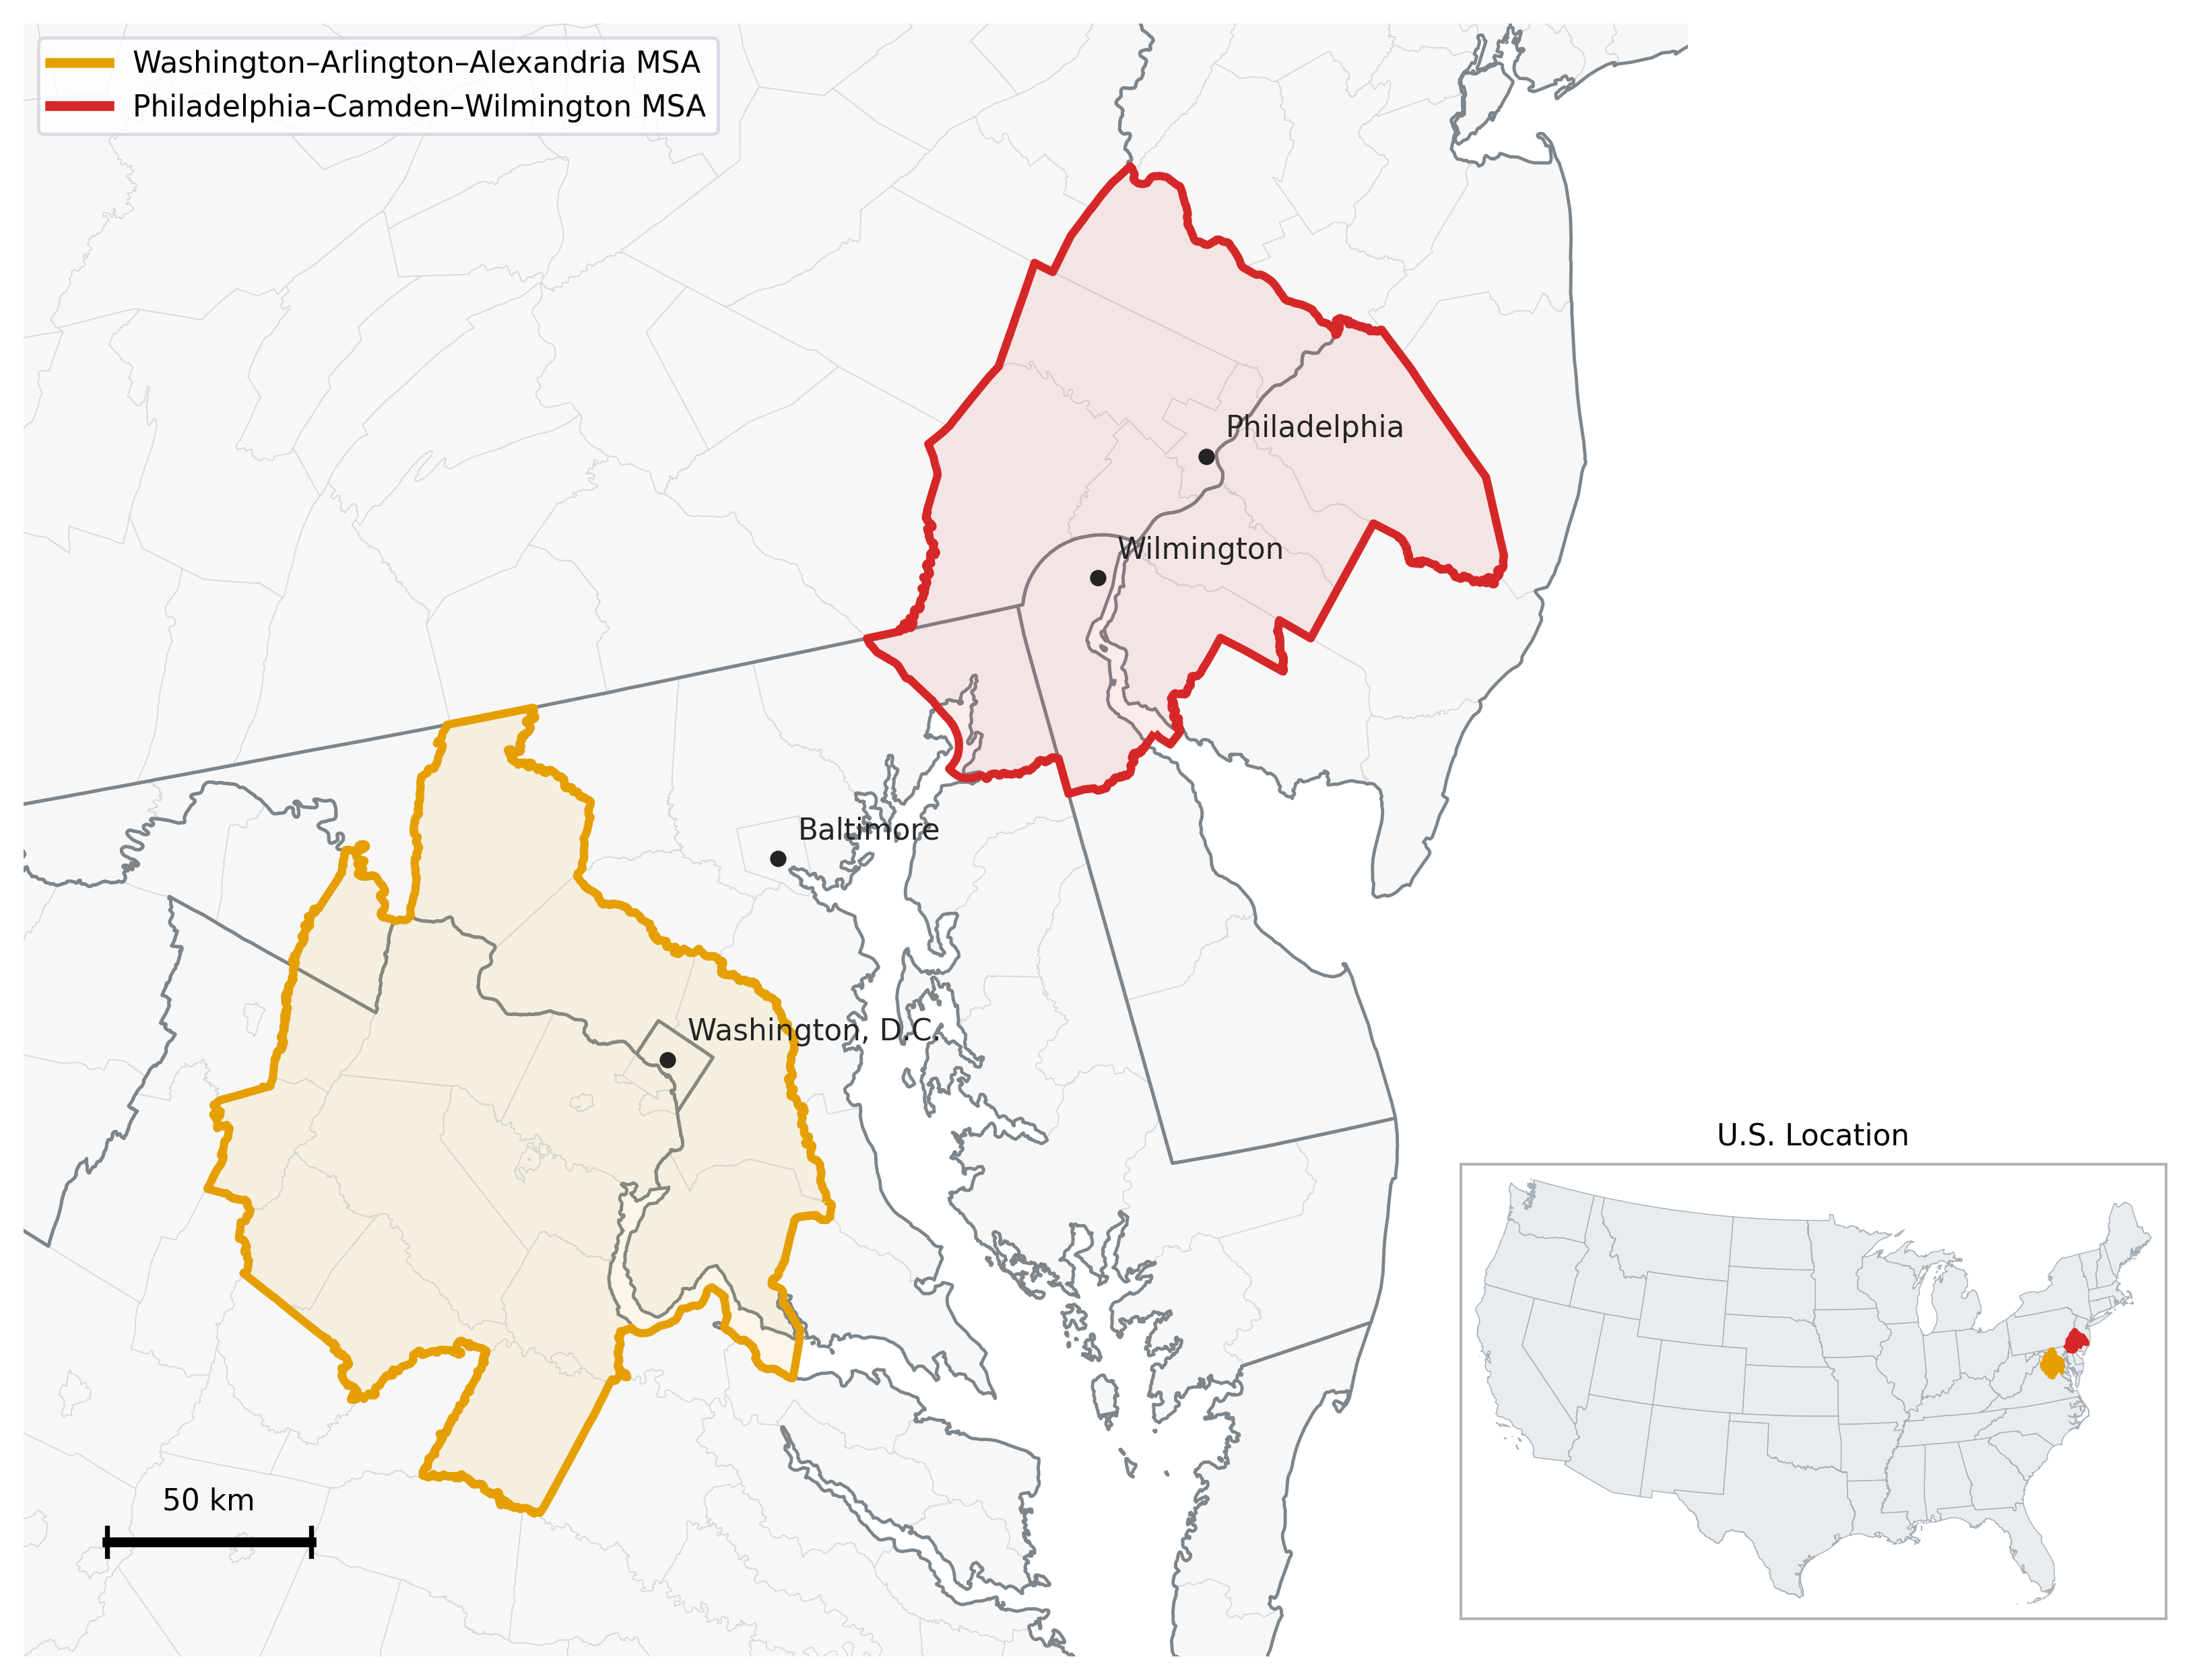 Washington–Arlington–Alexandria MSA
Philadelphia–Camden–Wilmington MSA
Philadelphia
Wilmington
Baltimore
Washington, D.C.
U.S. Location
50 km